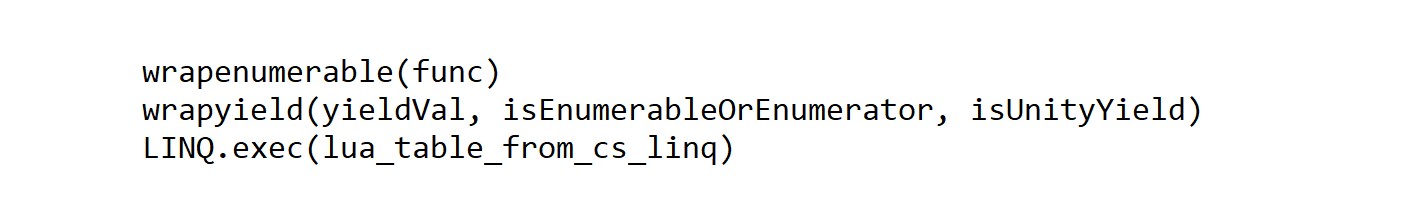 wrapenumerable(func)
wrapyield(yieldVal, isEnumerableOrEnumerator, isUnityYield)
LINQ.exec(lua_table_from_cs_linq)